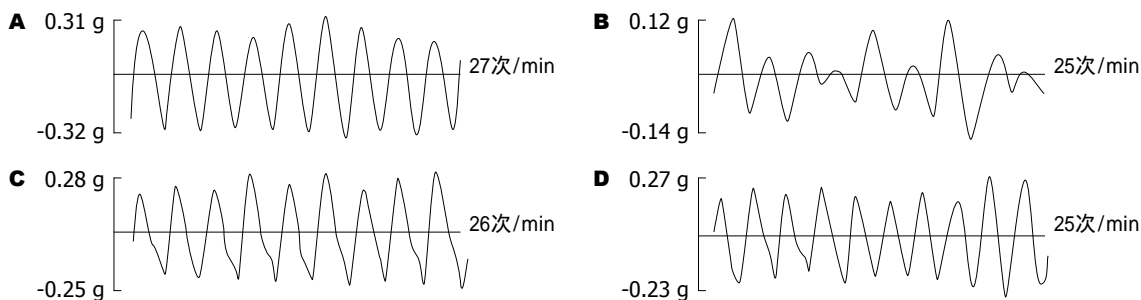 A 0.31 g
27次/min
-0.32 g
B 0.12 g
25次/min
-0.14 g
C 0.28 g
26次/min
-0.25 g
D 0.27 g
25次/min
-0.23 g